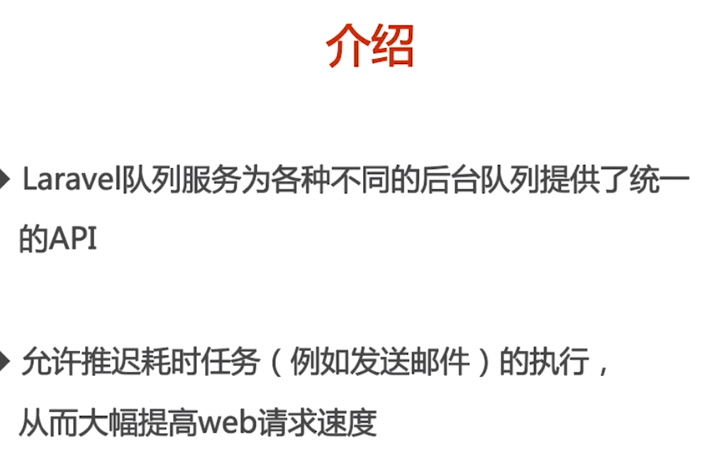 介绍
Laravel队列服务为各种不同的后台队列提供了统一
的API
允许推迟耗时任务（例如发送邮件）的执行，
从而大幅提高web请求速度